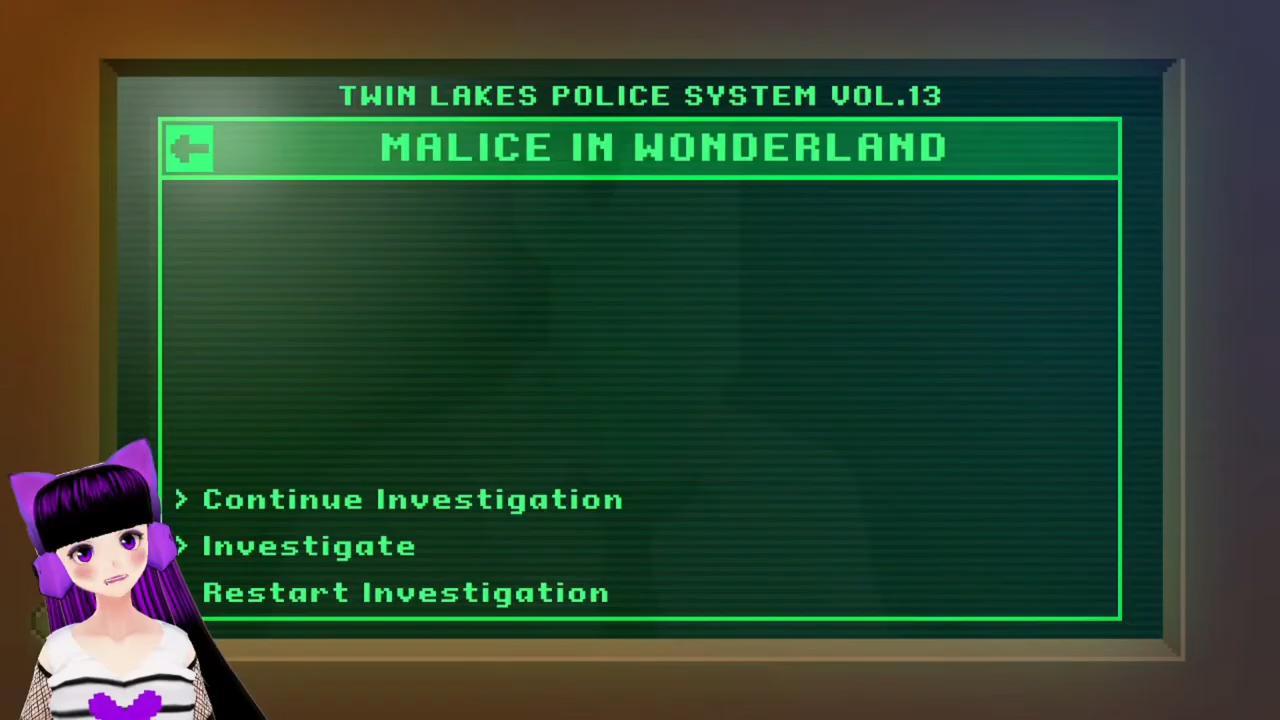 TWIN LAKES POLICE SYSTEM VOL.13
MALICE IN WONDERLAND
> Continue Investigation
> Investigate
Restart Investigation